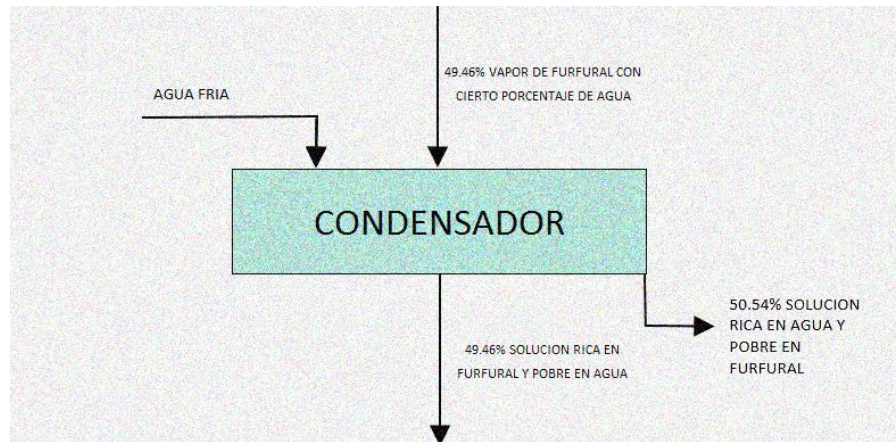 49.46% VAPOR DE FURFURAL CON
CIERTO PORCENTAJE DE AGUA
AGUA FRIA
CONDENSADOR
50.54% SOLUCION
RICA EN AGUA Y
POBRE EN
FURFURAL
49.46% SOLUCION RICA EN
FURFURAL Y POBRE EN AGUA